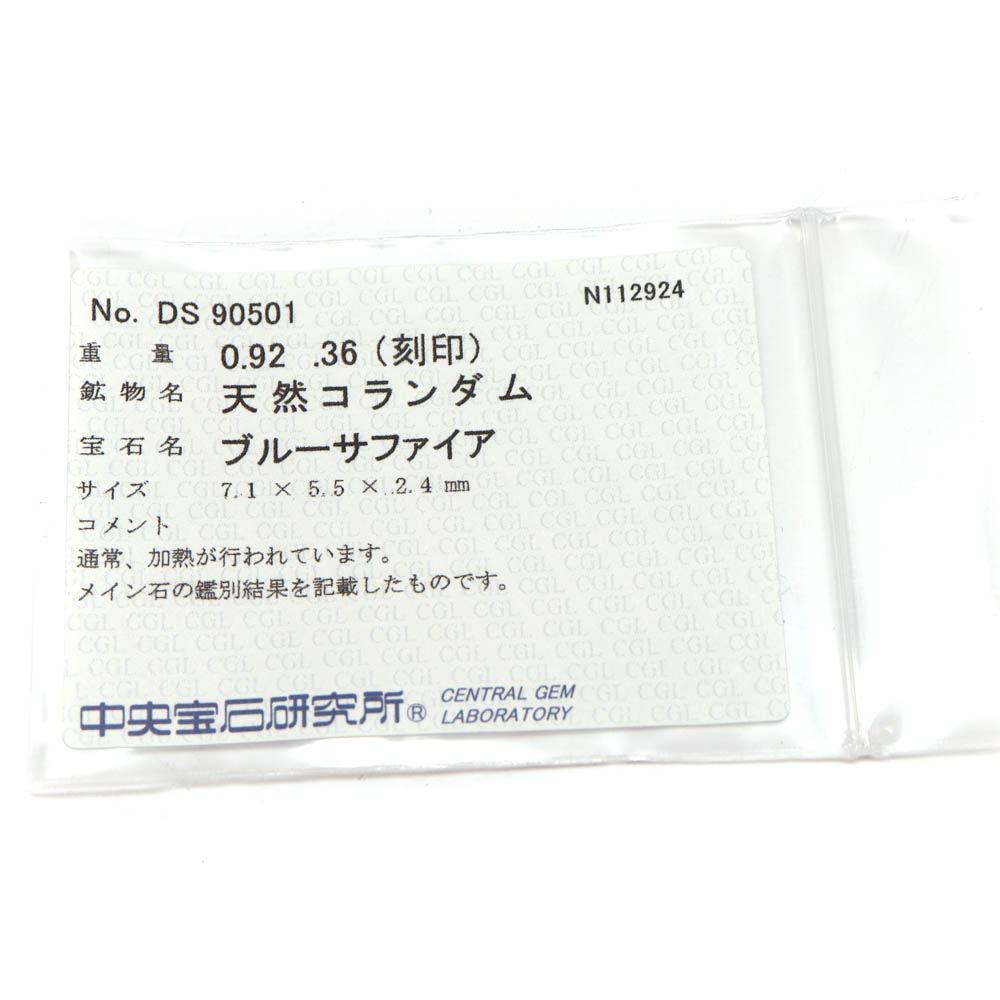 No. DS 90501
N112924
重 量 0.92 .36 (刻印)
鉱物名 天然コランダム
宝石名 ブルーサファイア
サイズ 7.1 × 5.5 × 2.4 mm
コメント
通常、加熱が行われています。
メイン石の鑑別結果を記載したものです。
中央宝石研究所® CENTRAL GEM
LABORATORY